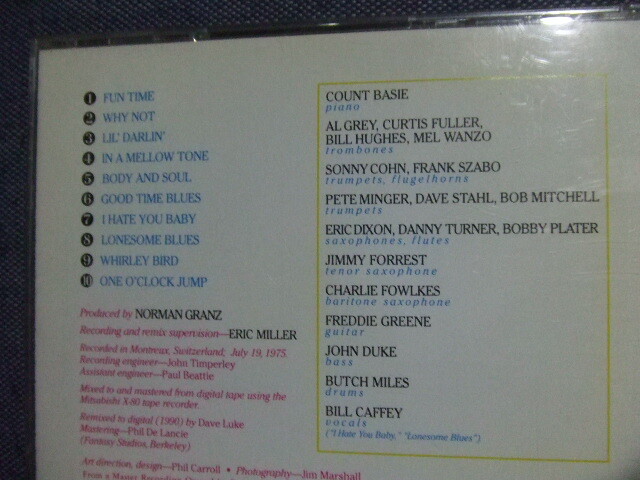 1 FUN TIME
2 WHY NOT
3 LIL' DARLIN'
4 IN A MELLOW TONE
5 BODY AND SOUL
6 GOOD TIME BLUES
7 I HATE YOU BABY
8 LONESOME BLUES
9 WHIRLEY BIRD
10 ONE O'CLOCK JUMP
Produced by NORMAN GRANZ
Recording and remix supervision—ERIC MILLER
Recorded in Montreux, Switzerland; July 19, 1975
Recording engineer—John Timperley
Assistant engineer—Paul Beattie
Mixed to and mastered from digital tape using the
Mitsubishi X-80 tape recorder.
Remixed to digital (1990) by Dave Luke
Mastering—Phil De Lancie
(Fantasy Studios, Berkeley)
Art direction, design—Phil Carroll • Photography—Jim Marshall
From a Master Recording
COUNT BASIE
piano
AL GREY, CURTIS FULLER,
BILL HUGHES, MEL WANZO
trombones
SONNY COHN, FRANK SZABO
trumpets, flugelhorns
PETE MINGER, DAVE STAHL, BOB MITCHELL
trumpets
ERIC DIXON, DANNY TURNER, BOBBY PLATER
saxophones, flutes
JIMMY FORREST
tenor saxophone
CHARLIE FOWLKES
baritone saxophone
FREDDIE GREENE
guitar
JOHN DUKE
bass
BUTCH MILES
drums
BILL CAFFEY
vocals
("I Hate You Baby," "Lonesome Blues")